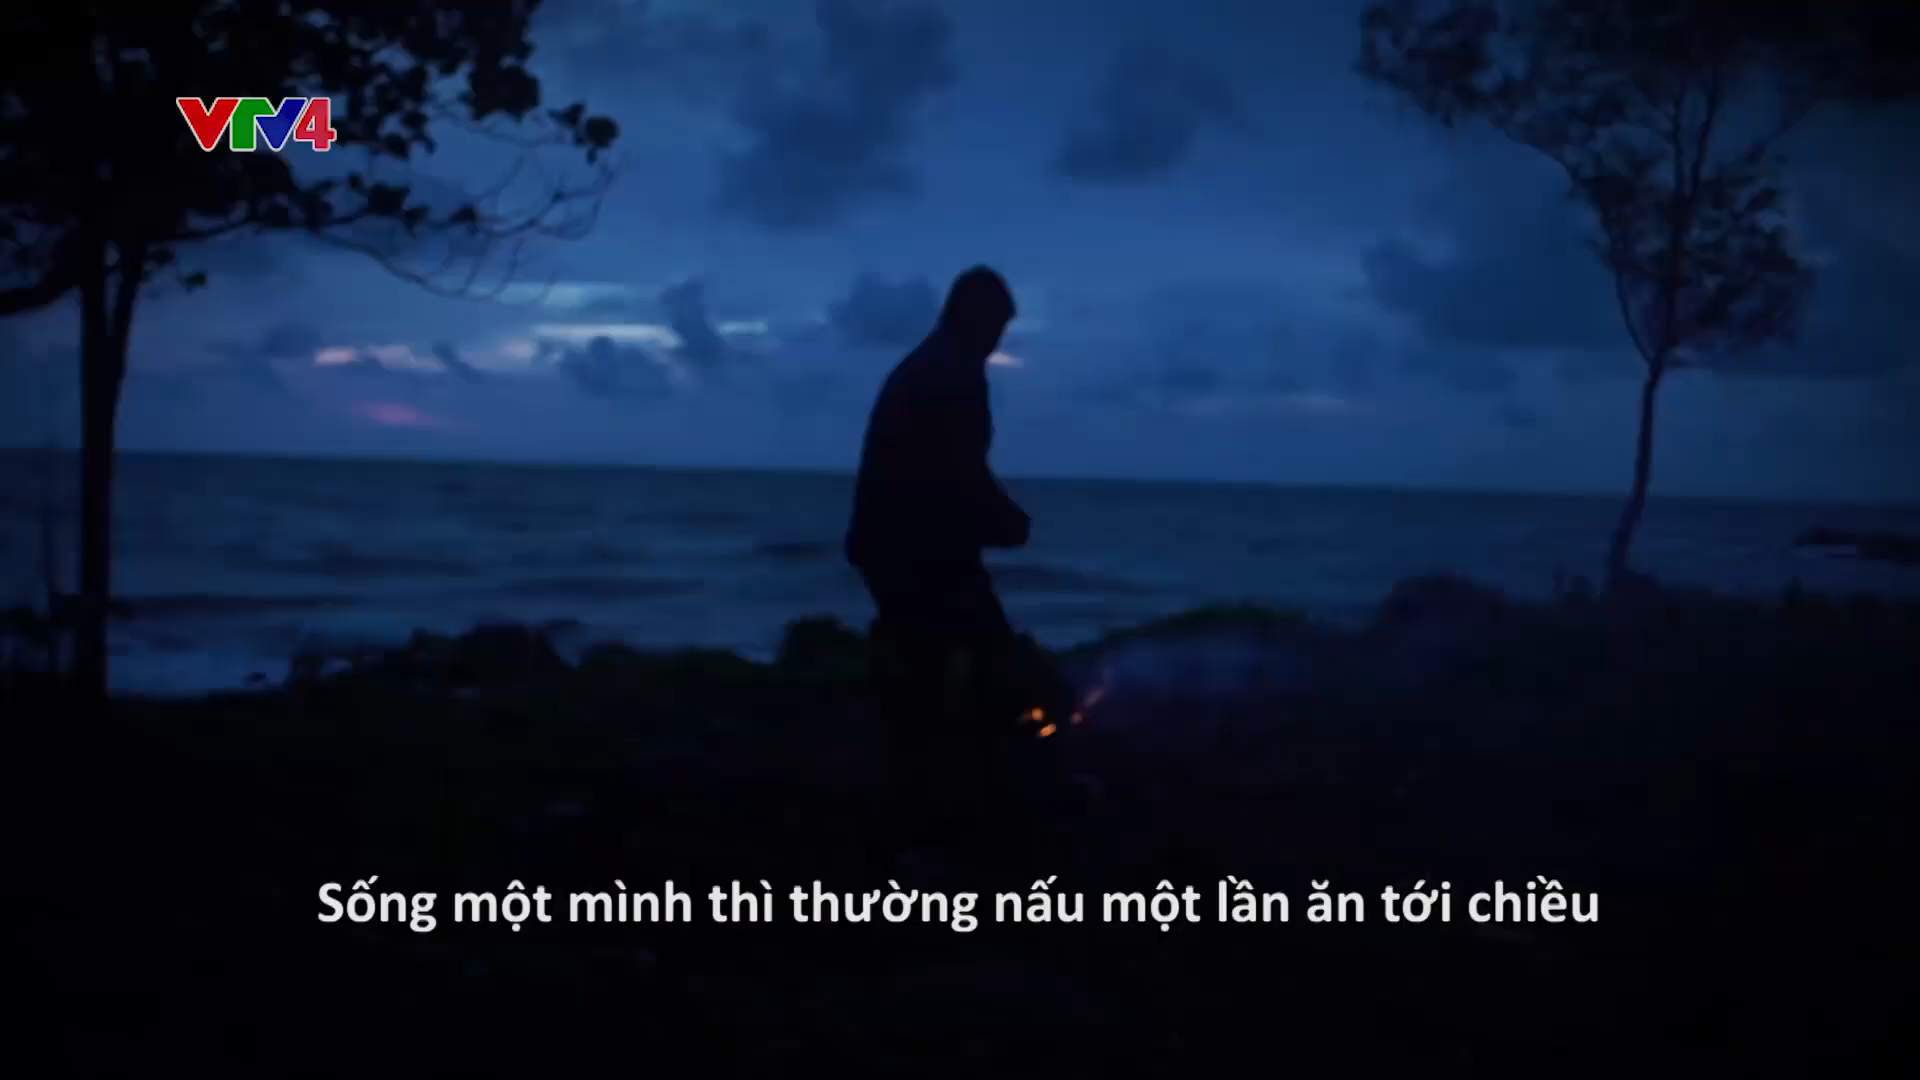 VTV4
Sống một mình thì thường nấu một lần ăn tới chiều